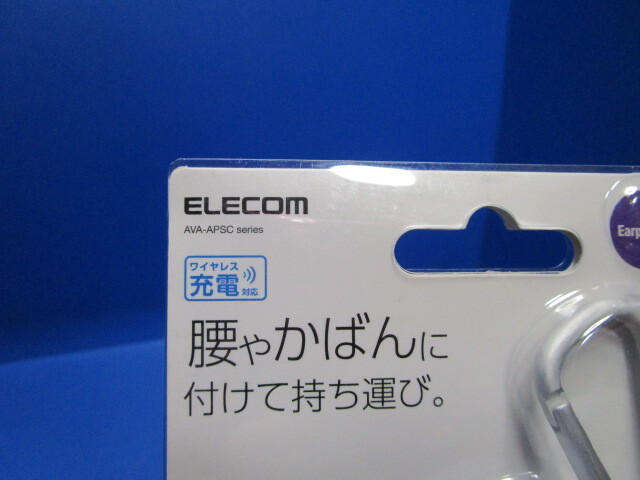 ELECOM
AVA-APSC series
ワイヤレス
充電対応
腰やかばんに
付けて持ち運び。